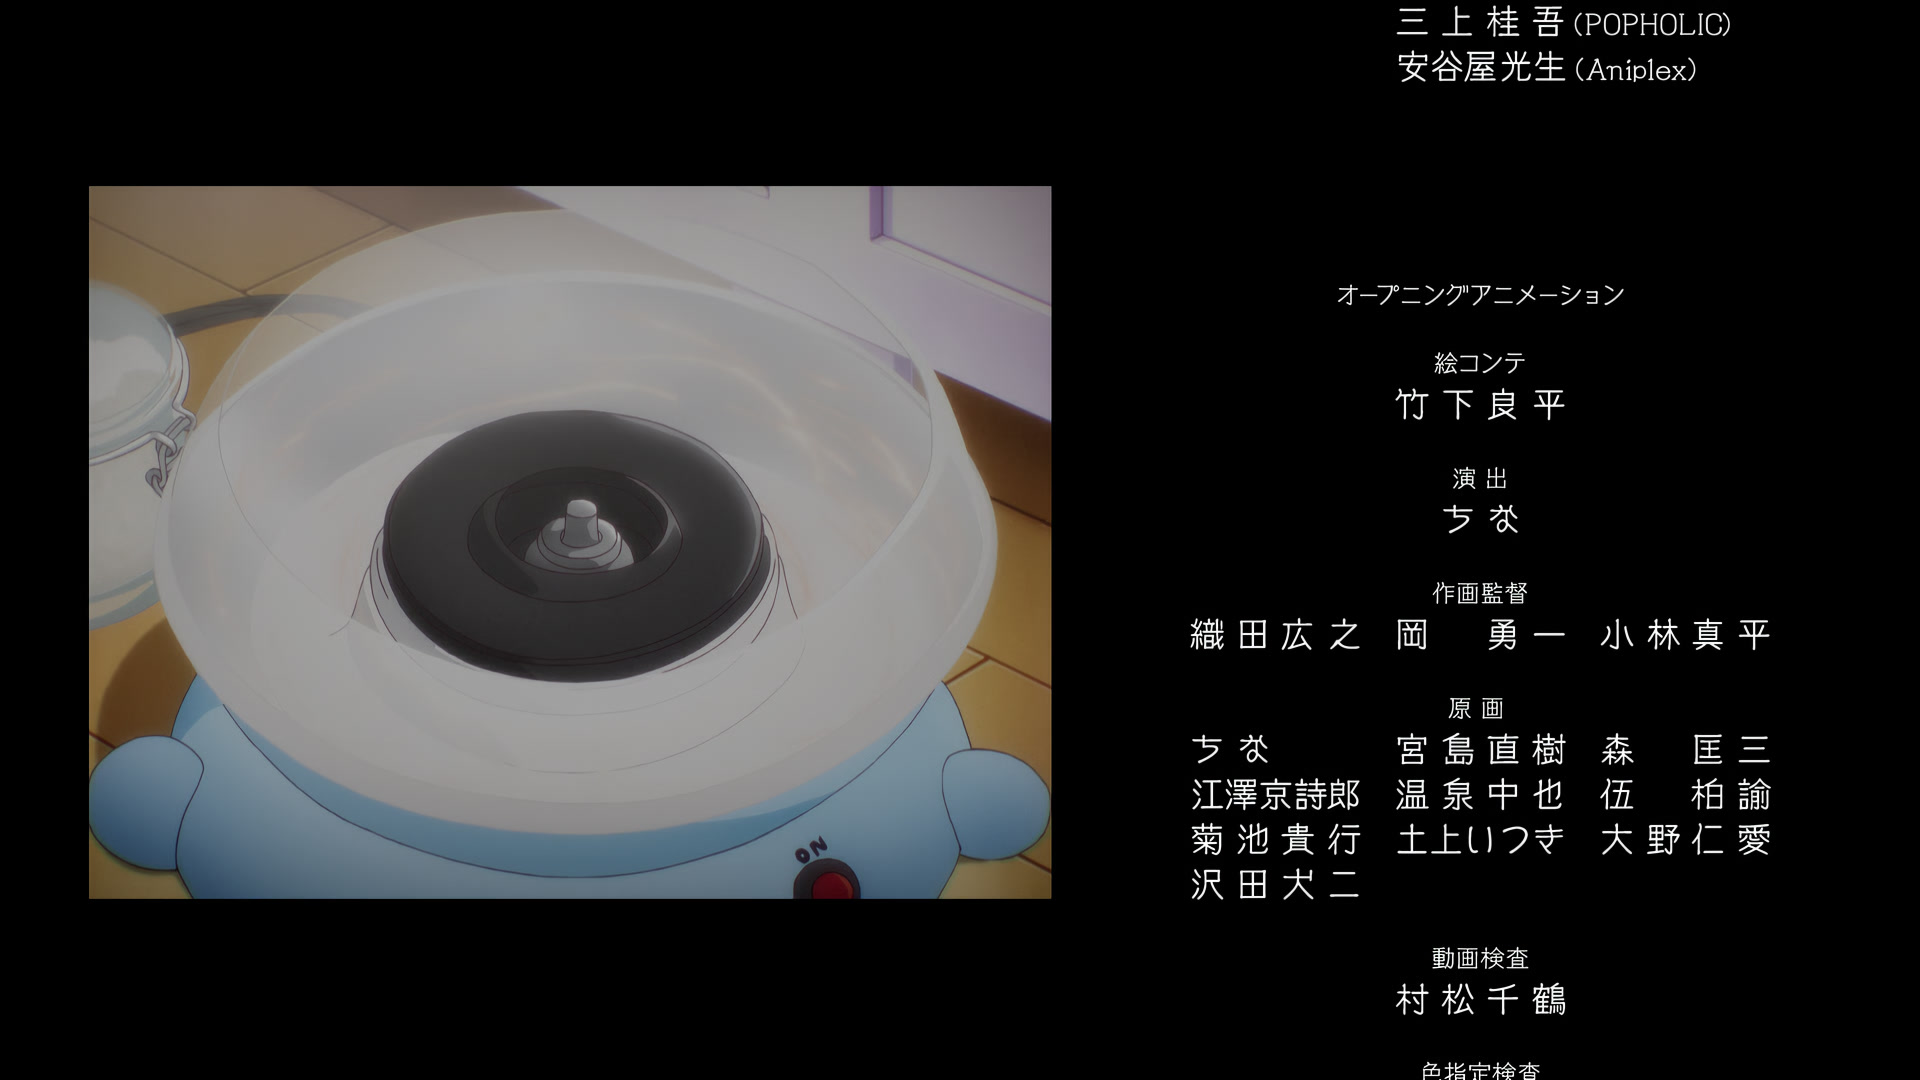 三上桂吾(POPHOLIC)
安谷屋光生(Aniplex)
オープニングアニメーション
絵コンテ
竹下良平
演出
ちな
作画監督
織田広之 岡 勇一 小林真平
原画
ちな 宮島直樹 森 匡三
江澤京詩郎 温泉中也 伍 柏諭
菊池貴行 土上いつき 大野仁愛
沢田犬二
動画検査
村松千鶴
色指定検査
ON